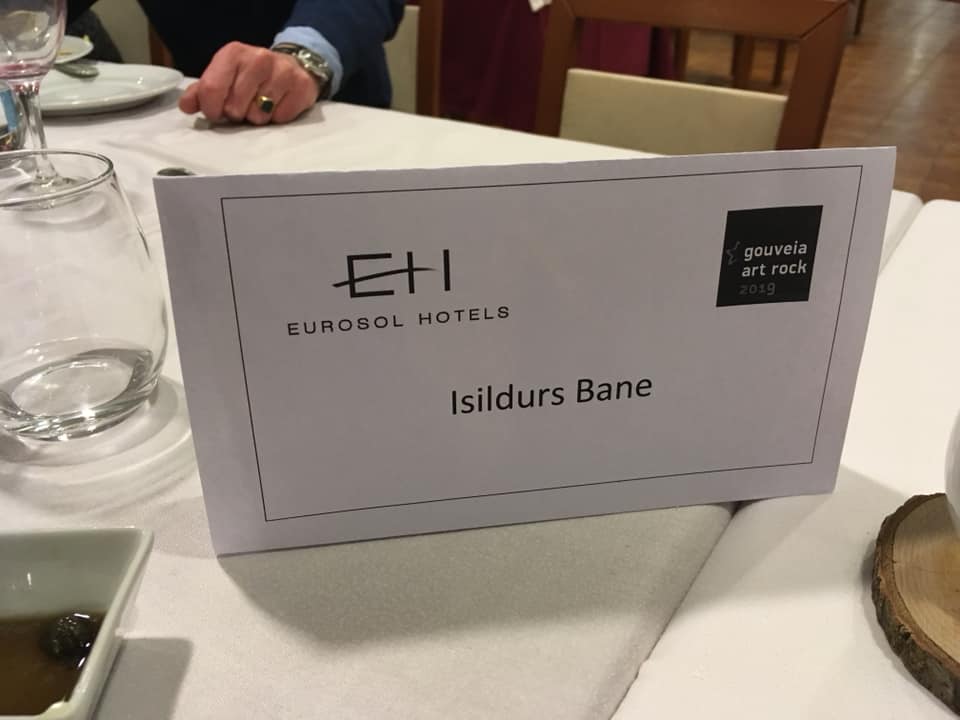 EH
EUROSOL HOTELS
gouveia
art rock
2019
Isildurs Bane